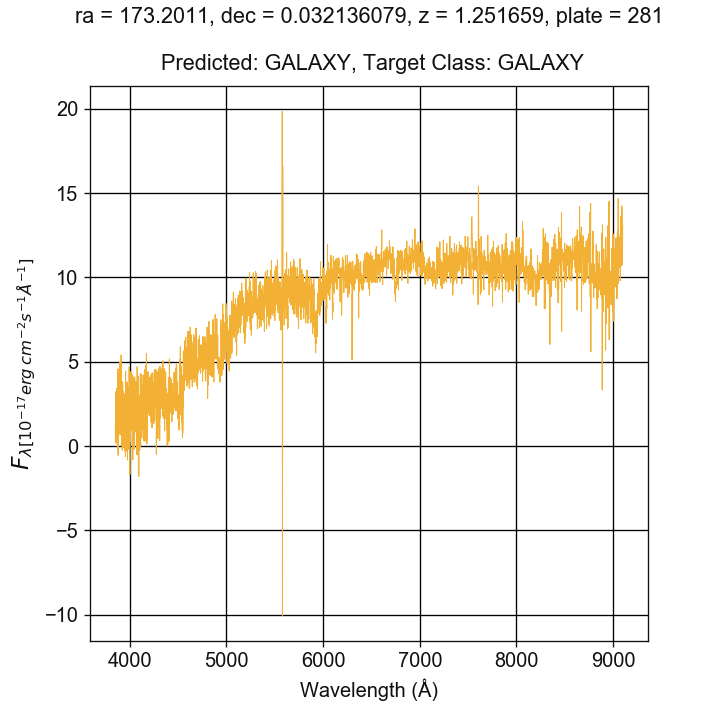 ra = 173.2011, dec = 0.032136079, z = 1.251659, plate = 281
Predicted: GALAXY, Target Class: GALAXY
20
15
10
5
0
−5
−10
F_λ[10⁻¹⁷erg cm⁻²s⁻¹Å⁻¹]
4000 5000 6000 7000 8000 9000
Wavelength (Å)